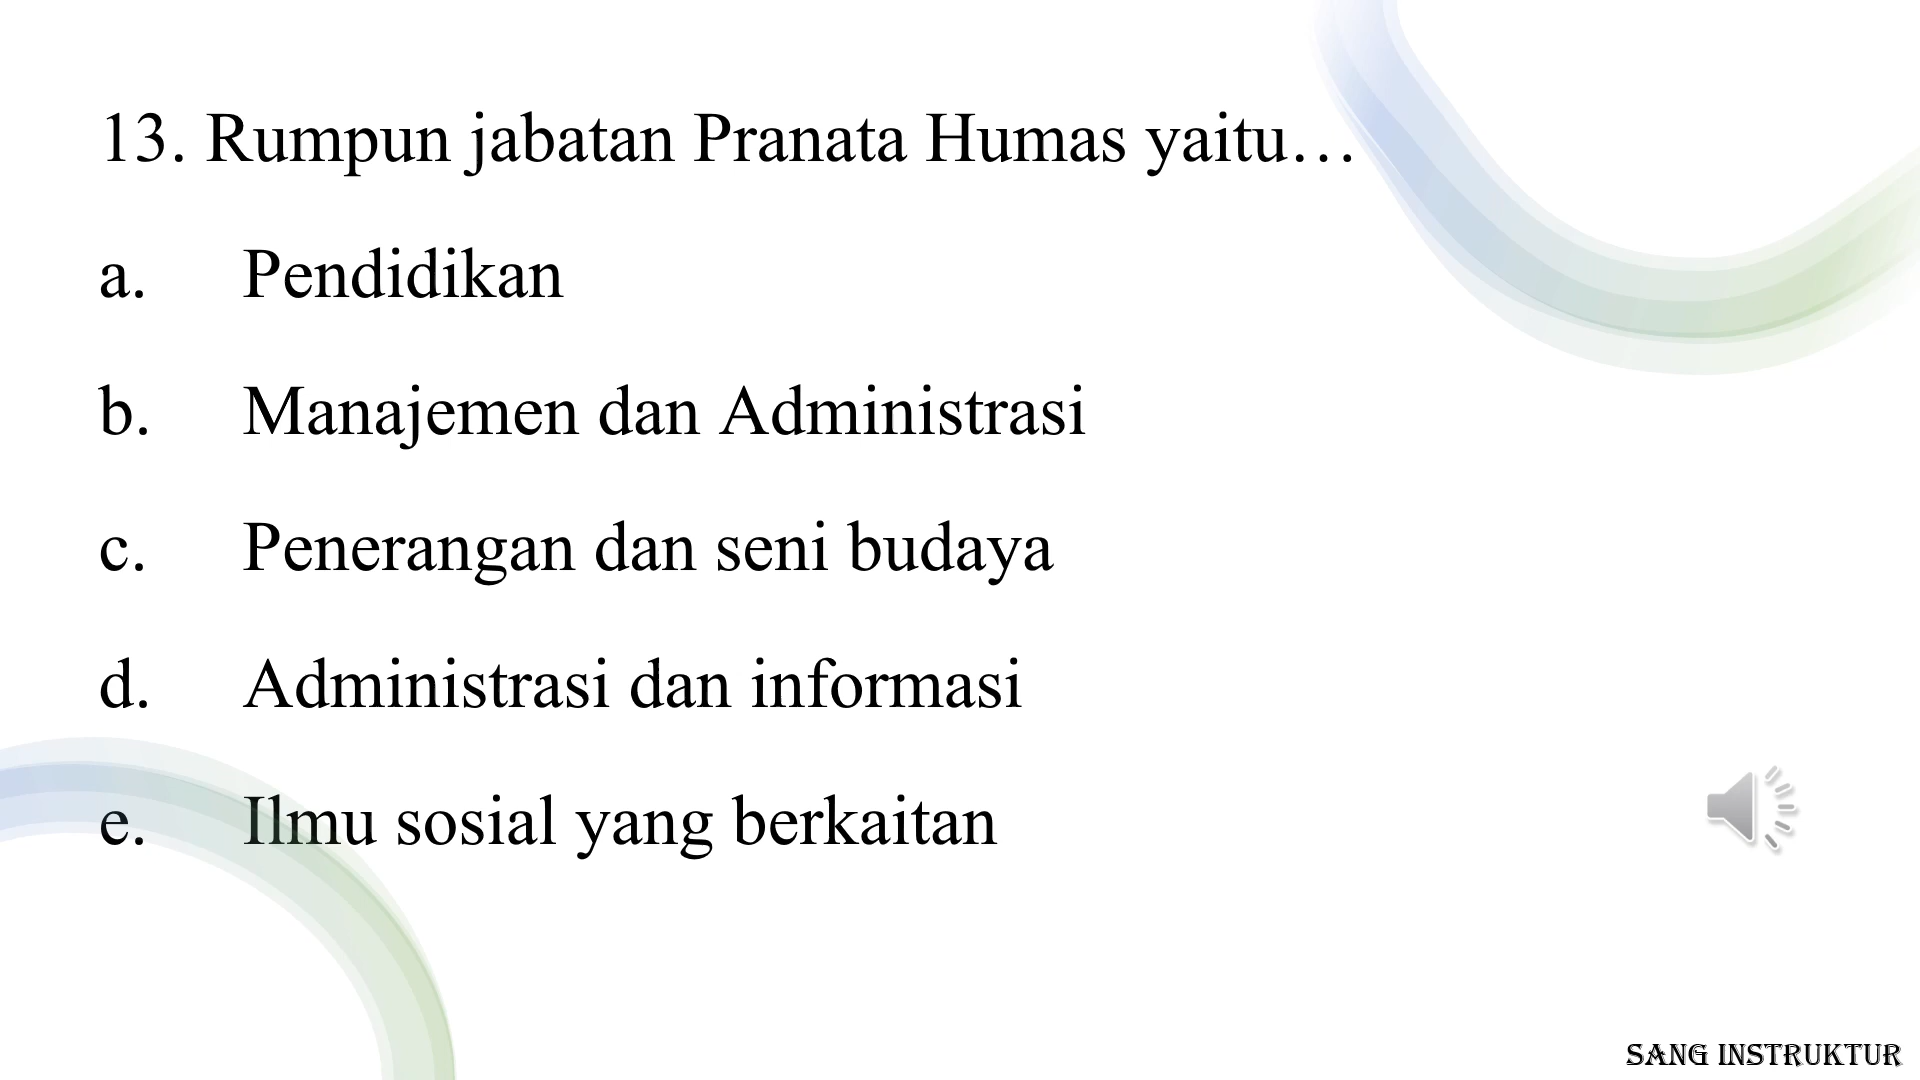 13. Rumpun jabatan Pranata Humas yaitu…
a. Pendidikan
b. Manajemen dan Administrasi
c. Penerangan dan seni budaya
d. Administrasi dan informasi
e. Ilmu sosial yang berkaitan
SANG INSTRUKTUR